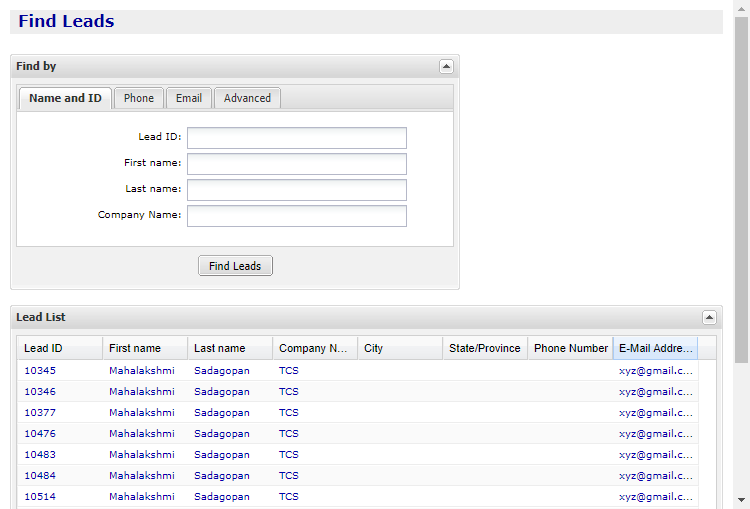 Find Leads
Find by
Name and ID Phone Email Advanced
Lead ID:
First name:
Last name:
Company Name:
Find Leads
Lead List
Lead ID First name Last name Company N... City State/Province Phone Number E-Mail Addre...
10345 Mahalakshmi Sadagopan TCS xyz@gmail.c...
10346 Mahalakshmi Sadagopan TCS xyz@gmail.c...
10377 Mahalakshmi Sadagopan TCS xyz@gmail.c...
10476 Mahalakshmi Sadagopan TCS xyz@gmail.c...
10483 Mahalakshmi Sadagopan TCS xyz@gmail.c...
10484 Mahalakshmi Sadagopan TCS xyz@gmail.c...
10514 Mahalakshmi Sadagopan TCS xyz@gmail.c...